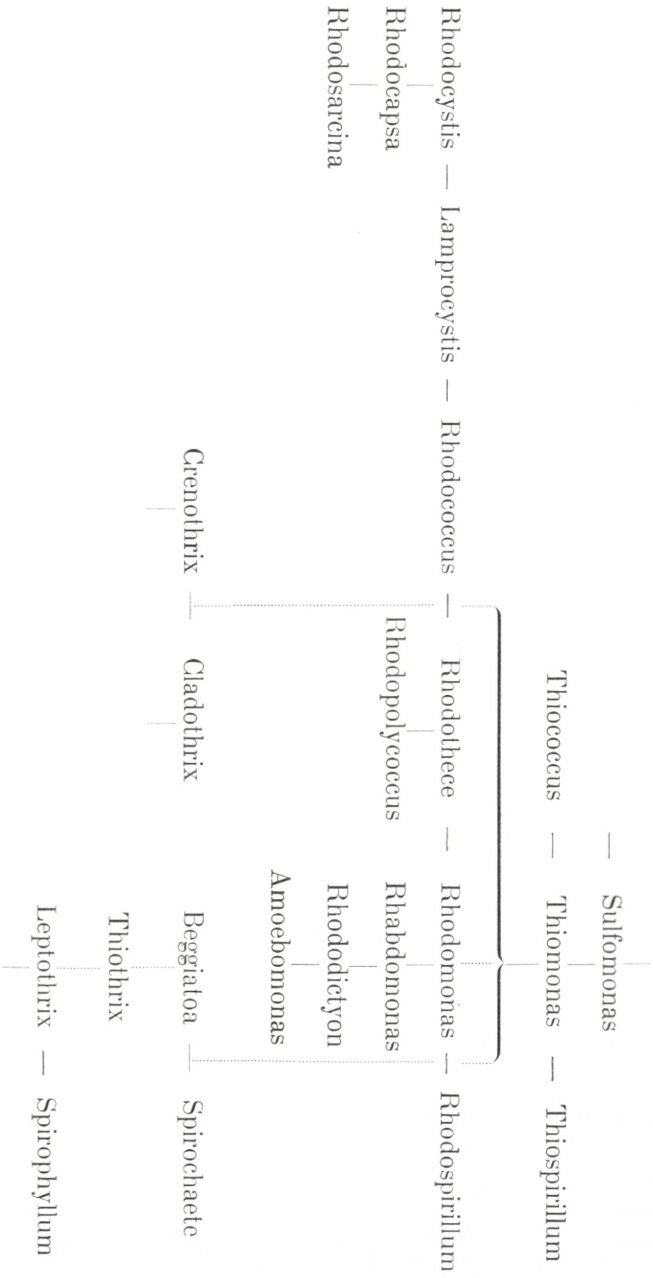 — Sulfomonas
Thiococcus — Thiomonas — Thiospirillum
Rhodocystis — Lamprocystis — Rhodococcus — Rhodothece — Rhodomonas — Rhodospirillum
Rhodocapsa Rhodopolycoccus Rhabdomonas
Rhodosarcina Rhododictyon
Amoebomonas
Crenothrix — Cladothrix Beggiatoa — Spirochaete
Thiothrix
Leptothrix — Spirophyllum